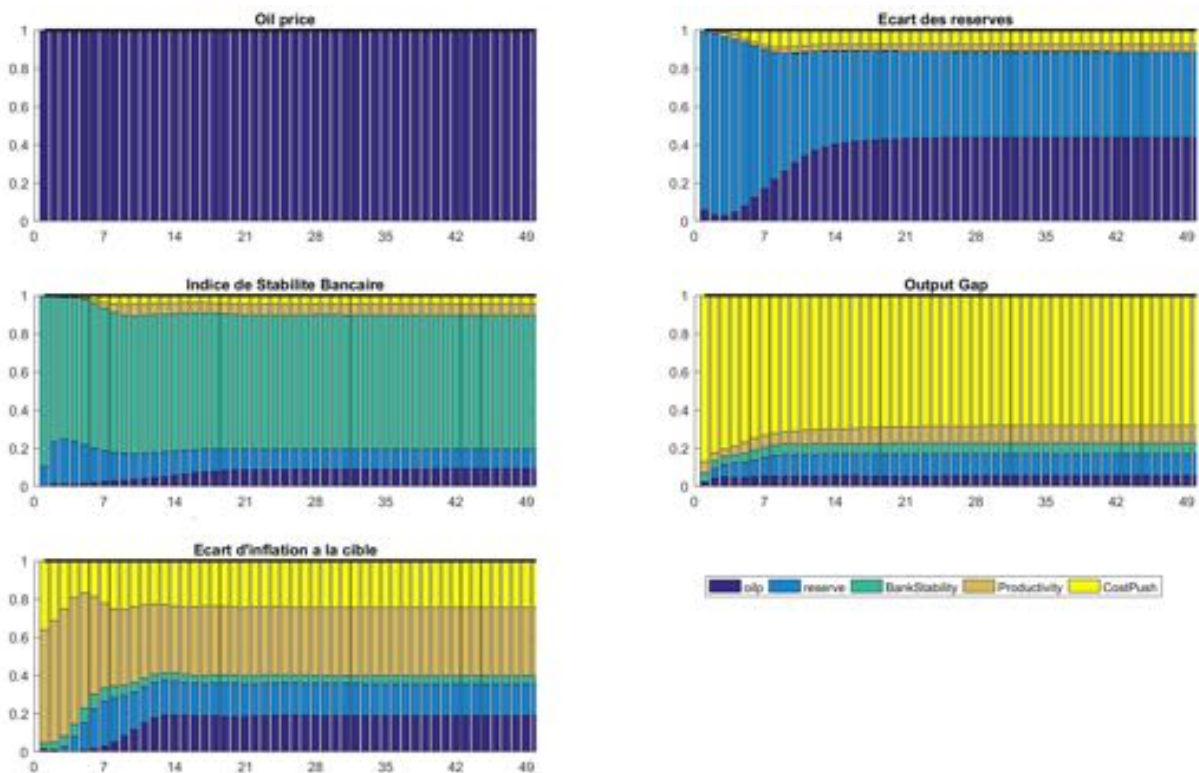 Oil price
1
0.8
0.6
0.4
0.2
0
0 7 14 21 28 35 42 49
Ecart des reserves
1
0.8
0.6
0.4
0.2
0
0 7 14 21 28 35 42 49
Indice de Stabilite Bancaire
1
0.8
0.6
0.4
0.2
0
0 7 14 21 28 35 42 49
Output Gap
1
0.8
0.6
0.4
0.2
0
0 7 14 21 28 35 42 49
Ecart d'inflation a la cible
1
0.8
0.6
0.4
0.2
0
0 7 14 21 28 35 42 49
oilp reserve BankStability Productivity CostPush